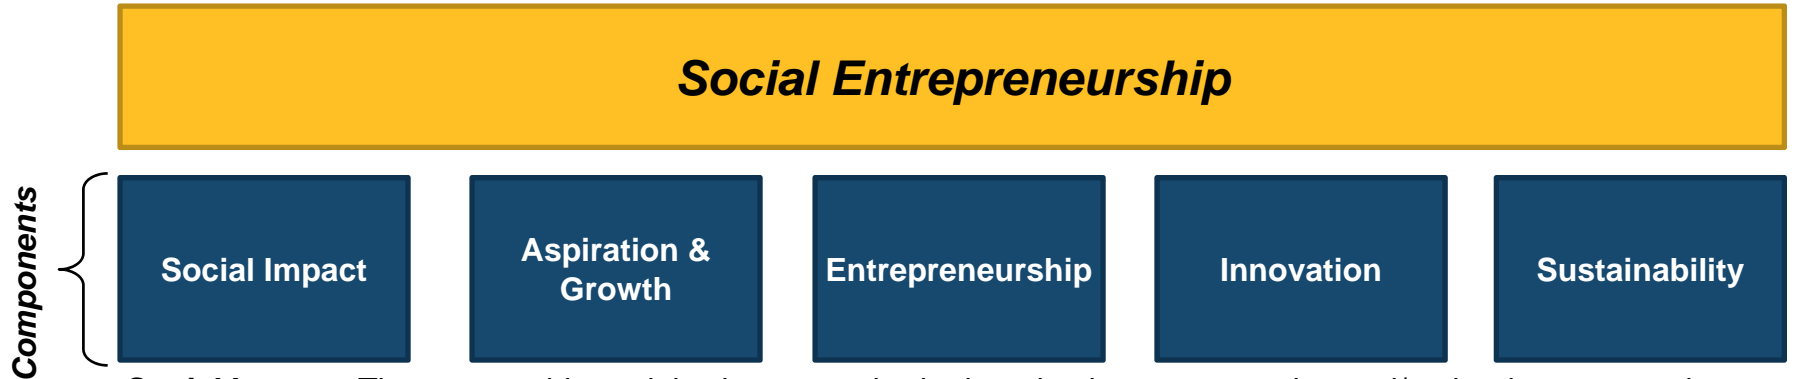 Social Entrepreneurship
Components
Social Impact
Aspiration &
Growth
Entrepreneurship
Innovation
Sustainability